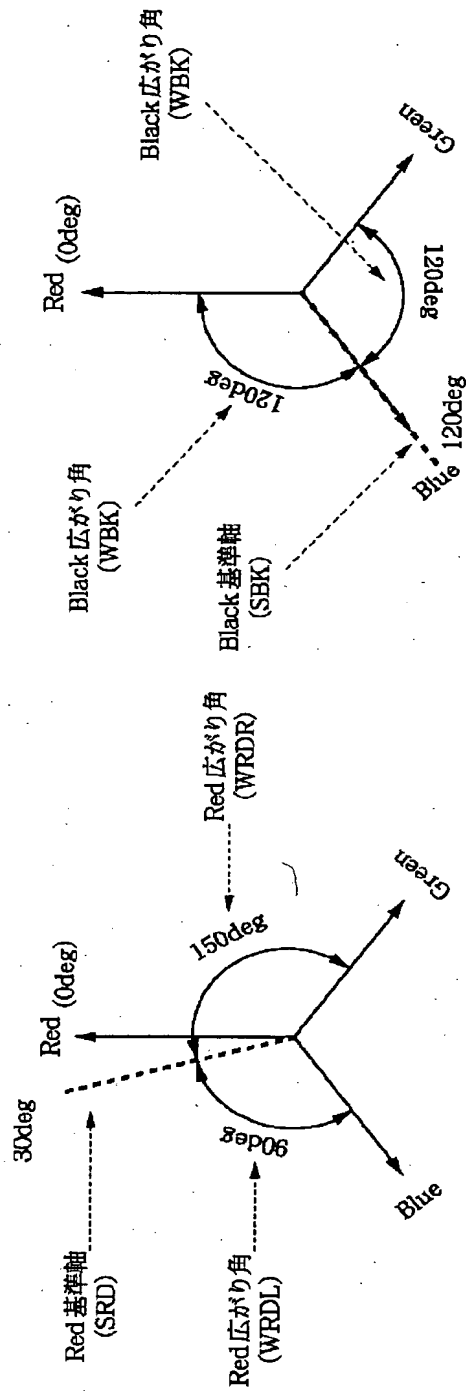 Red 基準軸
(SRD)
30deg
Red (0deg)
150deg
90deg
Red 広がり角
(WRDR)
Red 広がり角
(WRDL)
Blue
Green
Black 広がり角
(WBK)
Red (0deg)
Black 広がり角
(WBK)
120deg
Black 基準軸
(SBK)
120deg
Blue
120deg
Green